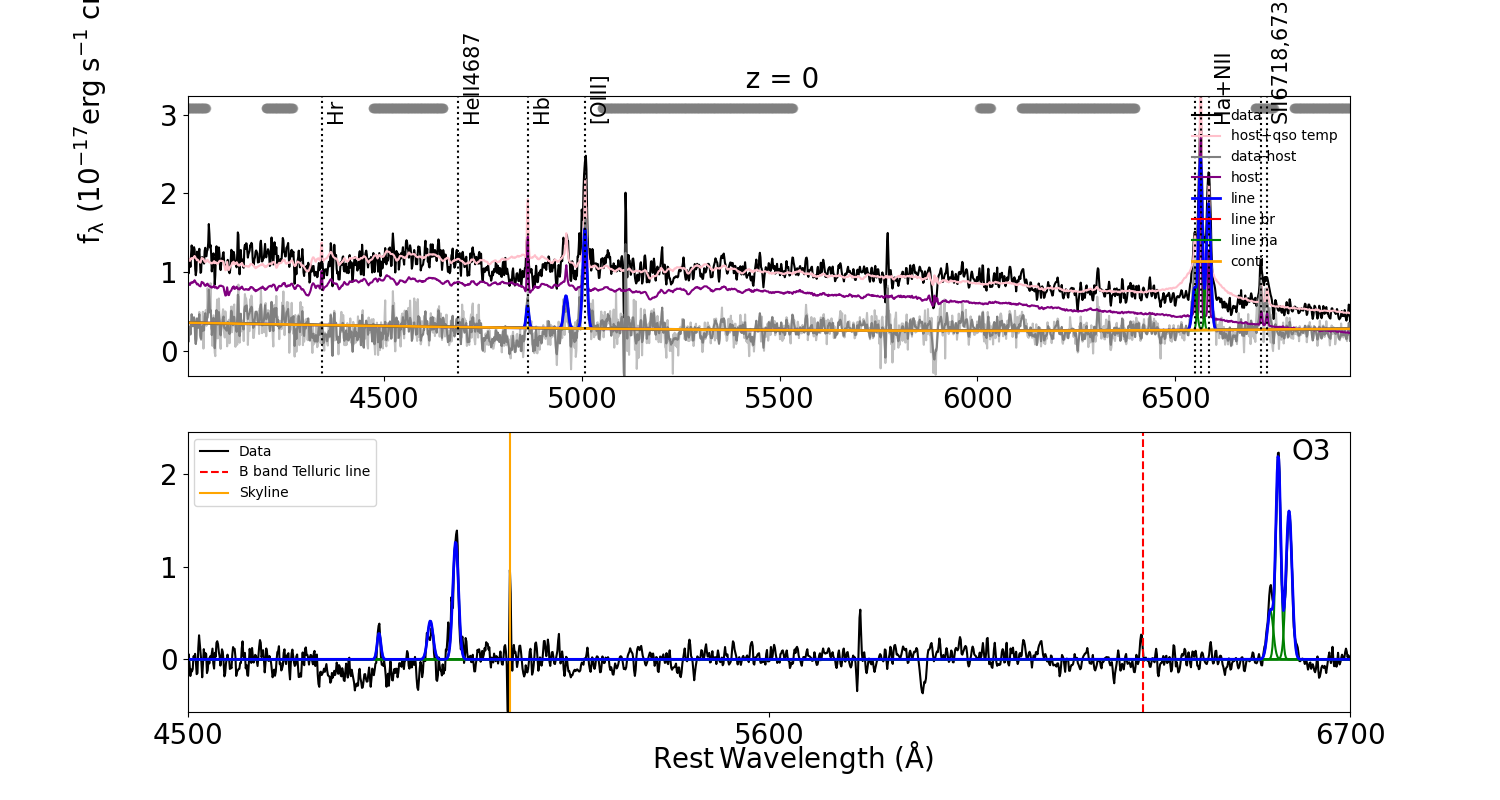 z = 0
Hr
HeII4687
Hb
[OIII]
Ha+NII
SII6718,673
f_λ (10^−17 erg s^−1 c
3
2
1
0
data
host+qso temp
data-host
host
line
line br
line na
cont
4500
5000
5500
6000
6500
Data
B band Telluric line
Skyline
O3
2
1
0
4500
5600
6700
Rest Wavelength (Å)